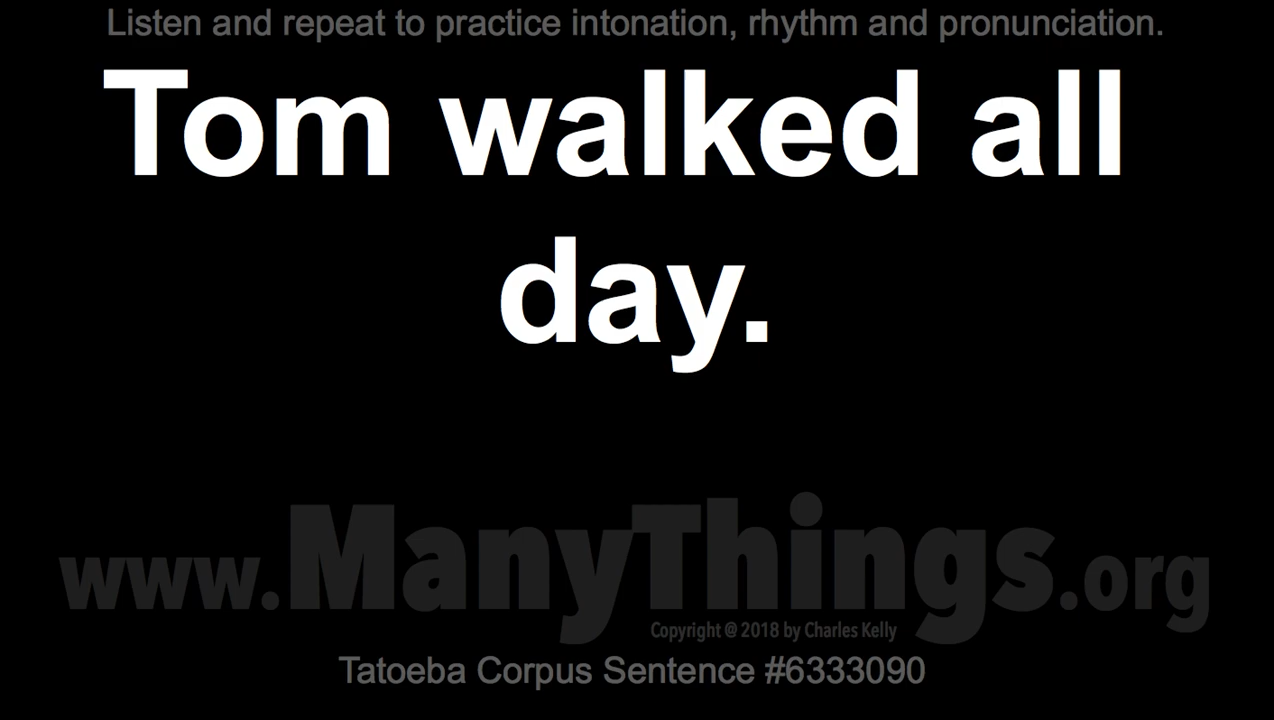 Listen and repeat to practice intonation, rhythm and pronunciation.
Tom walked all
day.
www.ManyThings.org
Copyright @ 2018 by Charles Kelly
Tatoeba Corpus Sentence #6333090